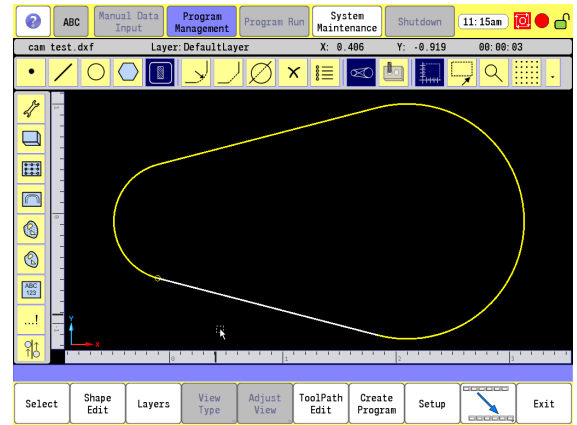 ? ABC Manual Data Input Program Management Program Run System Maintenance Shutdown 11:15am
cam test.dxf Layer:DefaultLayer X: 0.406 Y: -0.919 00:00:03
ABC
123
...!
Y
X
0 1 2 3
Select Shape Edit Layers View Type Adjust View ToolPath Edit Create Program Setup Exit